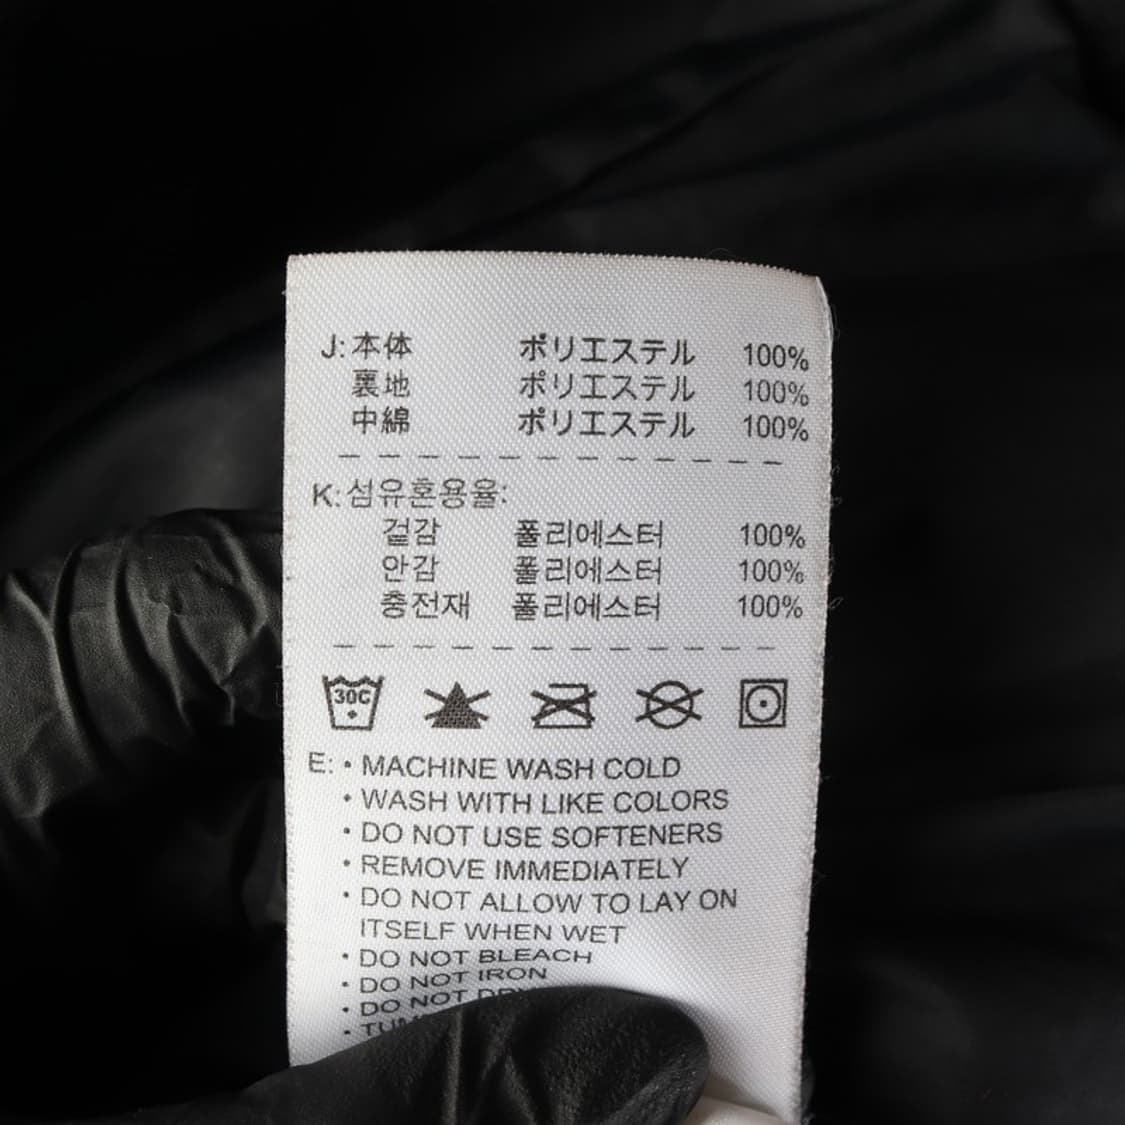 J: 本体 ポリエステル 100%
裏地 ポリエステル 100%
中綿 ポリエステル 100%
K: 섬유혼용율:
겉감 폴리에스터 100%
안감 폴리에스터 100%
충전재 폴리에스터 100%
30C
E: • MACHINE WASH COLD
• WASH WITH LIKE COLORS
• DO NOT USE SOFTENERS
• REMOVE IMMEDIATELY
• DO NOT ALLOW TO LAY ON
ITSELF WHEN WET
• DO NOT BLEACH
• DO NOT IRON
• DO NOT